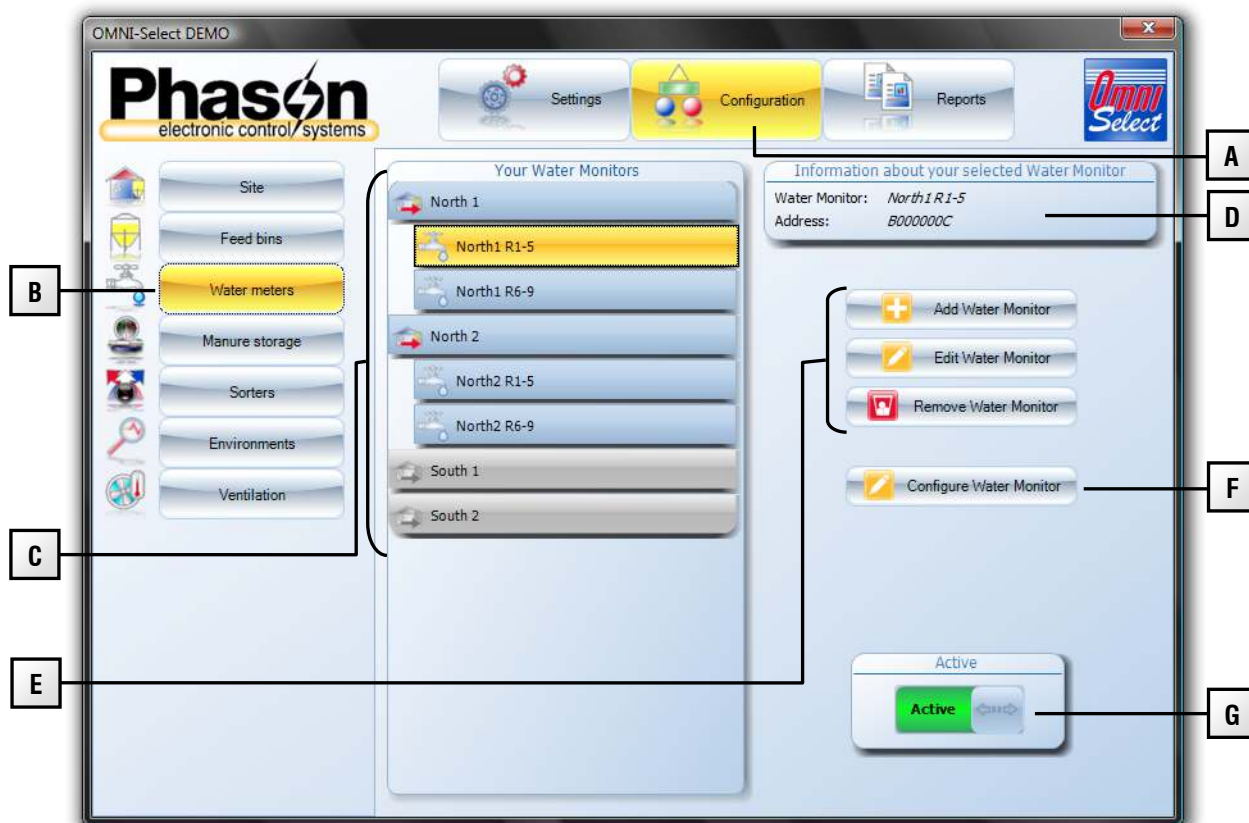 OMNI-Select DEMO
Phason
electronic control systems
Settings
Configuration
Reports
Omni
Select
A
Site
Feed bins
Water meters
Manure storage
Sorters
Environments
Ventilation
B
Your Water Monitors
North 1
North1 R1-5
North1 R6-9
North 2
North2 R1-5
North2 R6-9
South 1
South 2
C
Information about your selected Water Monitor
Water Monitor: North1 R1-5
Address: B000000C
D
Add Water Monitor
Edit Water Monitor
Remove Water Monitor
E
Configure Water Monitor
F
Active
Active
G